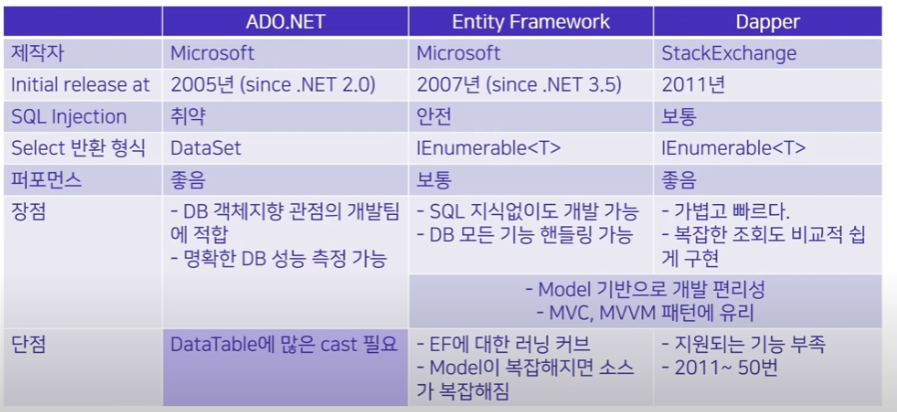 ADO.NET Entity Framework Dapper
제작자 Microsoft Microsoft StackExchange
Initial release at 2005년 (since .NET 2.0) 2007년 (since .NET 3.5) 2011년
SQL Injection 취약 안전 보통
Select 반환 형식 DataSet IEnumerable<T> IEnumerable<T>
퍼포먼스 좋음 보통 좋음
장점 - DB 객체지향 관점의 개발팀 - SQL 지식없이도 개발 가능 - 가볍고 빠르다.
에 적합 - DB 모든 기능 핸들링 가능 - 복잡한 조회도 비교적 쉽
- 명확한 DB 성능 측정 가능 게 구현
- Model 기반으로 개발 편리성
- MVC, MVVM 패턴에 유리
단점 DataTable에 많은 cast 필요 - EF에 대한 러닝 커브 - 지원되는 기능 부족
- Model이 복잡해지면 소스 - 2011~ 50번
가 복잡해짐